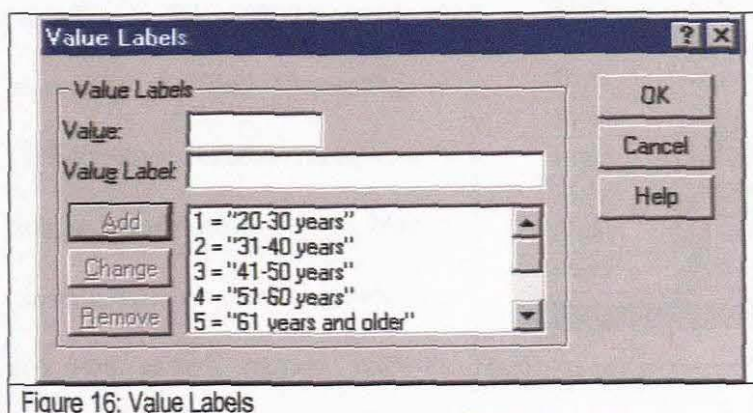 Value Labels
Value Labels
Value:
Value Label:
OK
Cancel
Help
Add
Change
Remove
1 = "20-30 years"
2 = "31-40 years"
3 = "41-50 years"
4 = "51-60 years"
5 = "61 years and older"
Figure 16: Value Labels